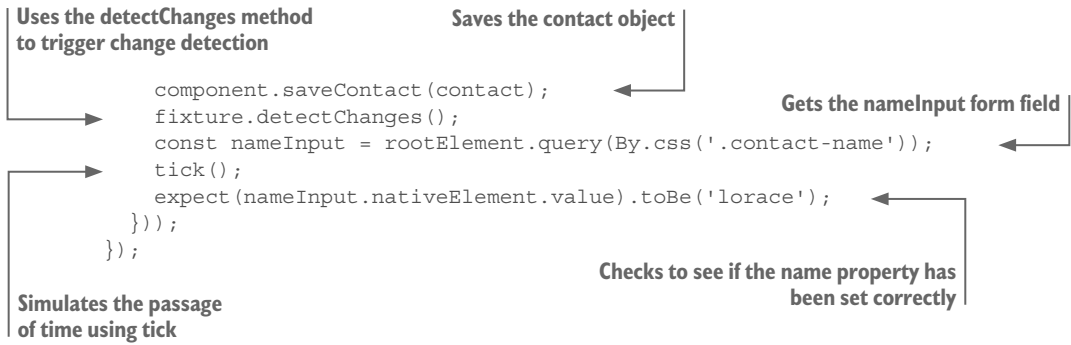 Uses the detectChanges method
to trigger change detection
Saves the contact object
component.saveContact(contact);
fixture.detectChanges();
Gets the nameInput form field
const nameInput = rootElement.query(By.css('.contact-name'));
tick();
expect(nameInput.nativeElement.value).toBe('lorace');
}));
});
Checks to see if the name property has
been set correctly
Simulates the passage
of time using tick